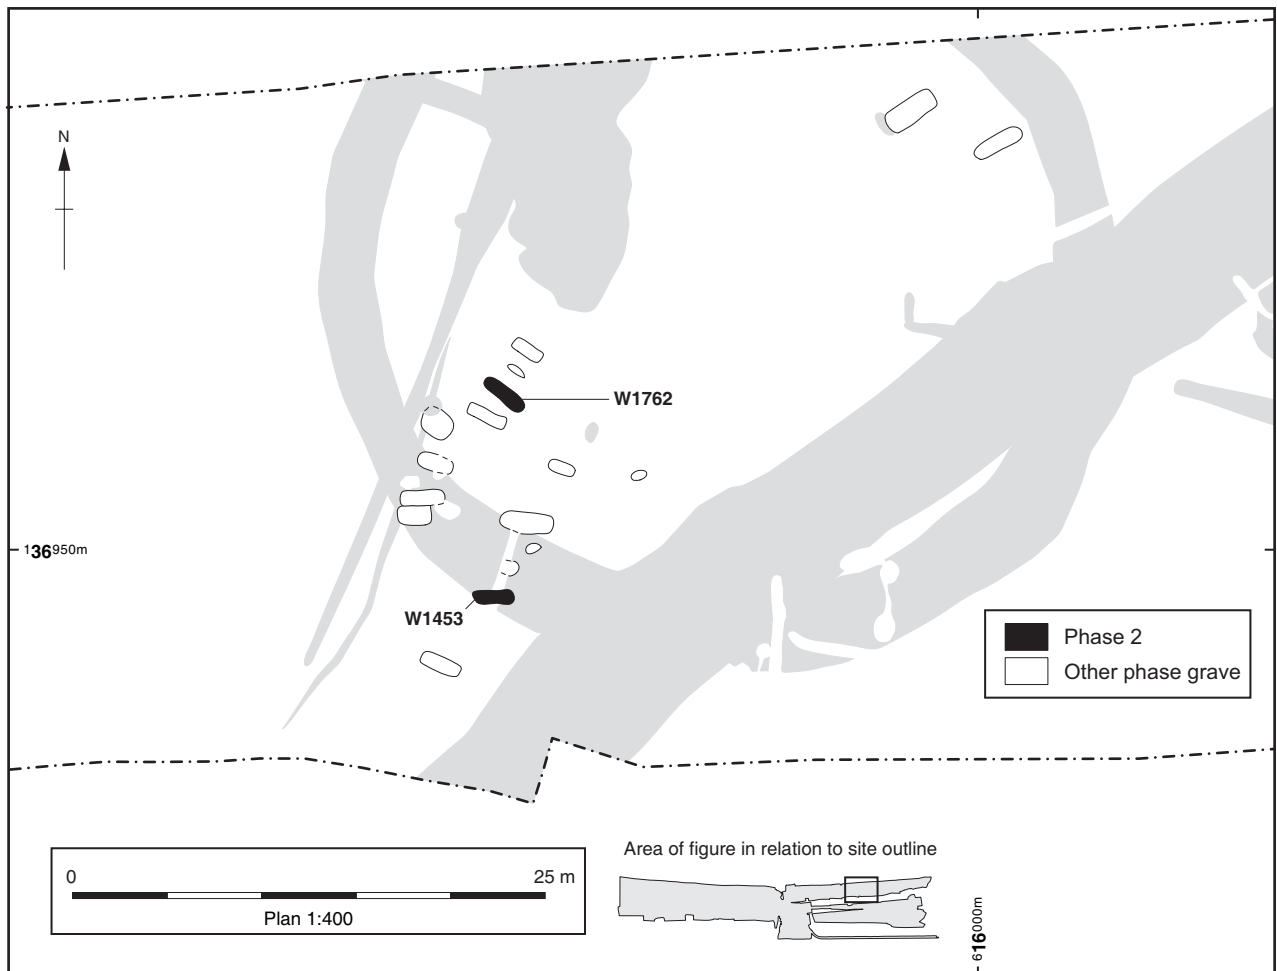 N
W1762
136950m
W1453
Phase 2
Other phase grave
Area of figure in relation to site outline
0 25 m
Plan 1:400
616000m